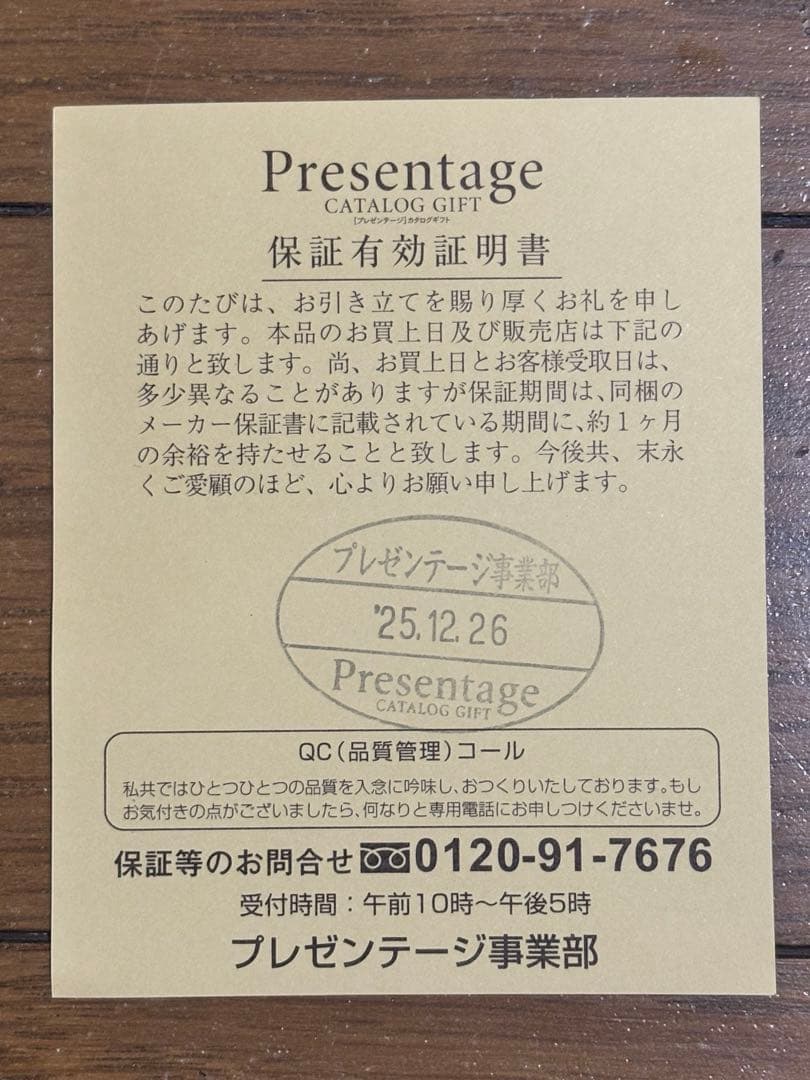 Presentage
CATALOG GIFT
[プレゼンテージ]カタログギフト
保証有効証明書
このたびは、お引き立てを賜り厚くお礼を申し
あげます。本品のお買上日及び販売店は下記の
通りと致します。尚、お買上日とお客様受取日は、
多少異なることがありますが保証期間は、同梱の
メーカー保証書に記載されている期間に、約1ヶ月
の余裕を持たせることと致します。今後共、末永
くご愛顧のほど、心よりお願い申し上げます。
プレゼンテージ事業部
'25.12.26
Presentage
CATALOG GIFT
QC(品質管理)コール
私共ではひとつひとつの品質を入念に吟味し、おつくりいたしております。もし
お気付きの点がございましたら、何なりと専用電話にお申しつけくださいませ。
保証等のお問合せ 0120-91-7676
受付時間：午前10時～午後5時
プレゼンテージ事業部